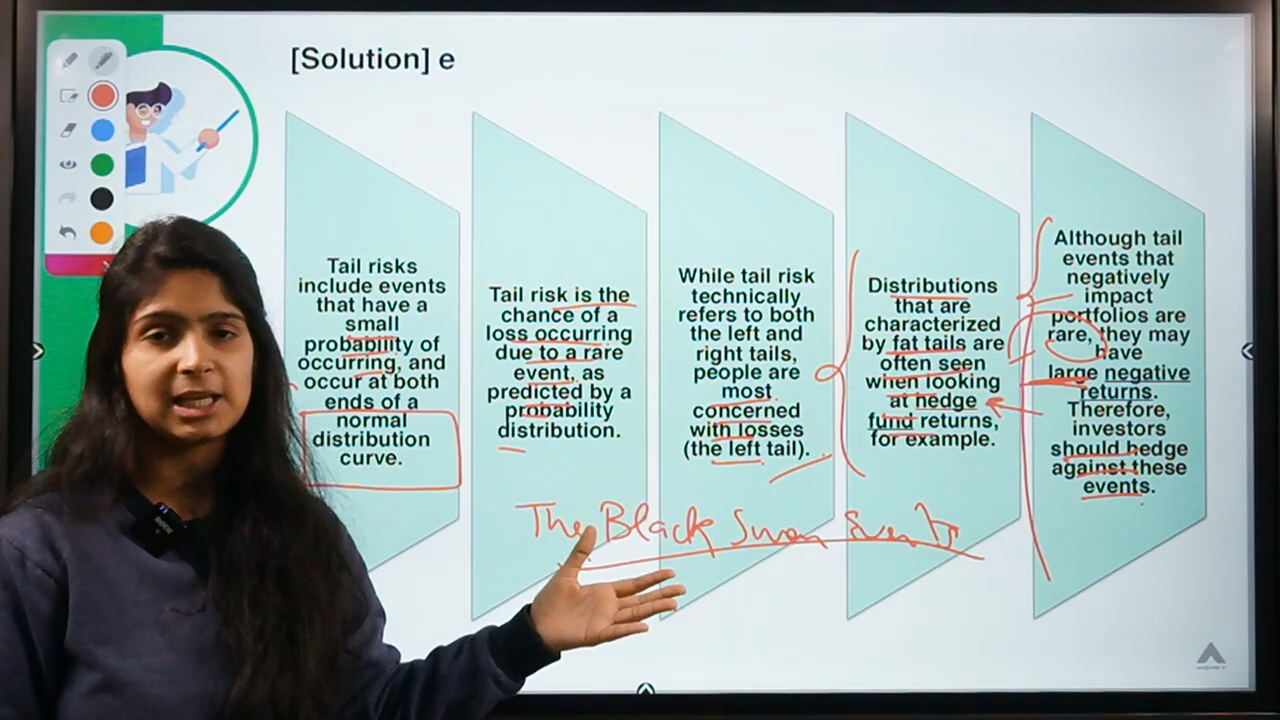 [Solution] e
Tail risks
include events
that have a
small
probability of
occurring, and
occur at both
ends of a
normal
distribution
curve.
Tail risk is the
chance of a
loss occurring
due to a rare
event, as
predicted by a
probability
distribution.
While tail risk
technically
refers to both
the left and
right tails,
people are
most
concerned
with losses
(the left tail).
Distributions
that are
characterized
by fat tails are
often seen
when looking
at hedge
fund returns,
for example.
Although tail
events that
negatively
impact
portfolios are
rare, they may
have
large negative
returns.
Therefore,
investors
should hedge
against these
events.
The Black Swan Events